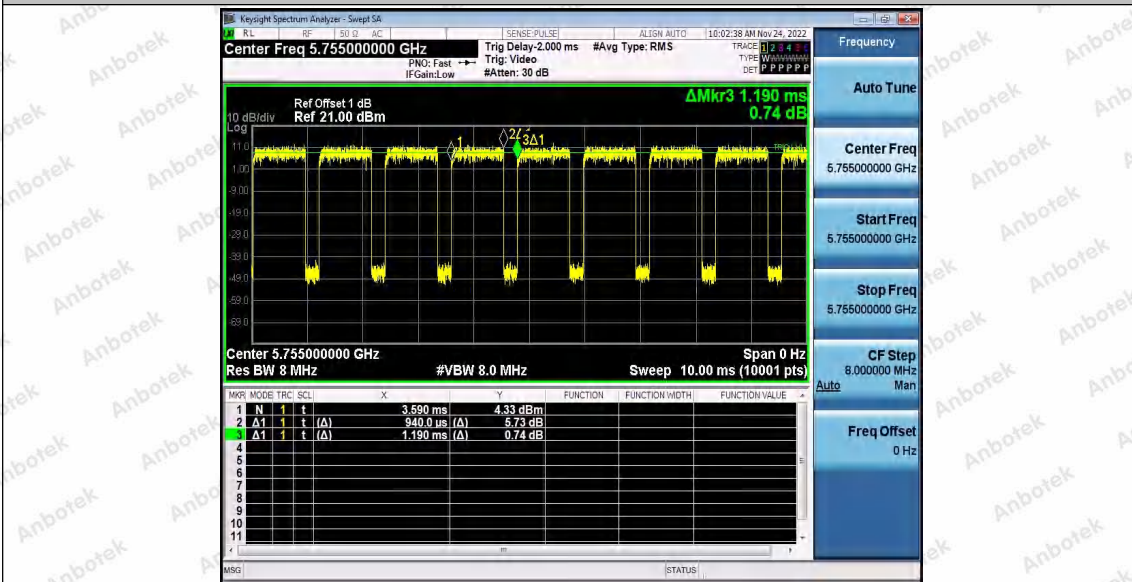 Keysight Spectrum Analyzer - Swept SA
RL RF 50 Ω AC SENSE:PULSE ALIGN AUTO 10:02:38 AM Nov 24, 2022
Center Freq 5.755000000 GHz
PNO: Fast
IFGain:Low
Trig Delay-2.000 ms
Trig: Video
#Atten: 30 dB
#Avg Type: RMS
TRACE 1 2 3 4 5 6
TYPE WWWWWW
DET P P P P P P
Frequency
ΔMkr3 1.190 ms
0.74 dB
Ref Offset 1 dB
10 dB/div Ref 21.00 dBm
Log
11.0
1.00
-9.00
-19.0
-29.0
-39.0
-49.0
-59.0
-69.0
1
3Δ1
Center 5.755000000 GHz Span 0 Hz
Res BW 8 MHz #VBW 8.0 MHz Sweep 10.00 ms (10001 pts)
MKR MODE TRC SCL X Y FUNCTION FUNCTION WIDTH FUNCTION VALUE
1 N 1 t 3.590 ms 4.33 dBm
2 Δ1 1 t (Δ) 940.0 µs (Δ) 5.73 dB
3 Δ1 1 t (Δ) 1.190 ms (Δ) 0.74 dB
4
5
6
7
8
9
10
11
MSG STATUS
Auto Tune
Center Freq
5.755000000 GHz
Start Freq
5.755000000 GHz
Stop Freq
5.755000000 GHz
CF Step
8.000000 MHz
Auto Man
Freq Offset
0 Hz
Anbotek